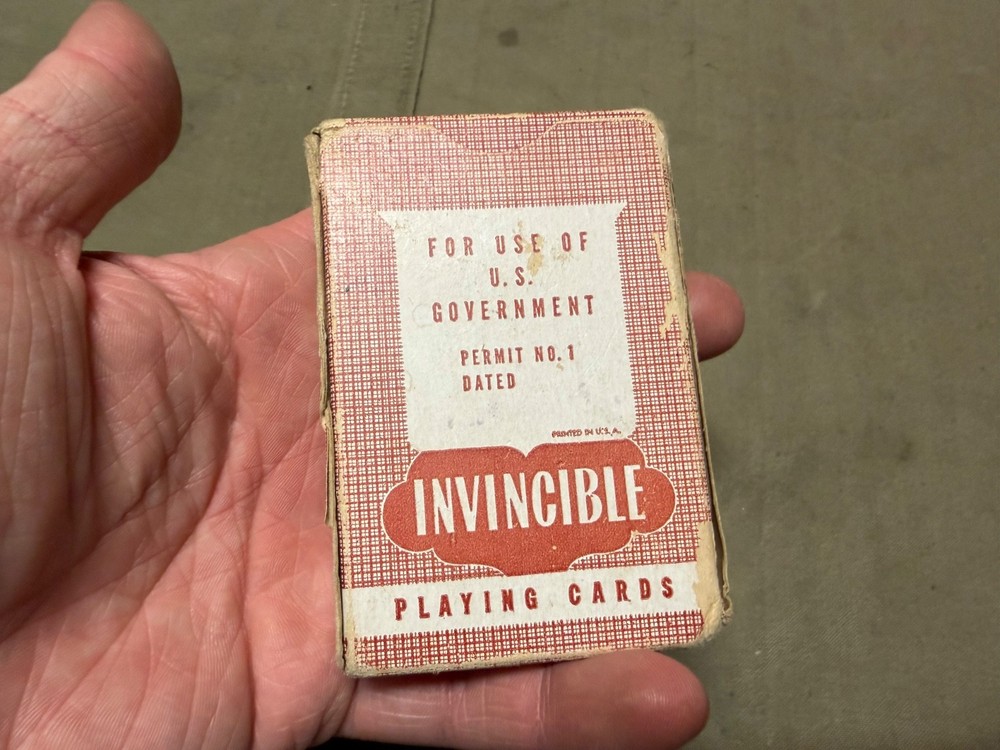 FOR USE OF
U.S.
GOVERNMENT
PERMIT NO. 1
DATED
PRINTED IN U.S.A.
INVINCIBLE
PLAYING CARDS